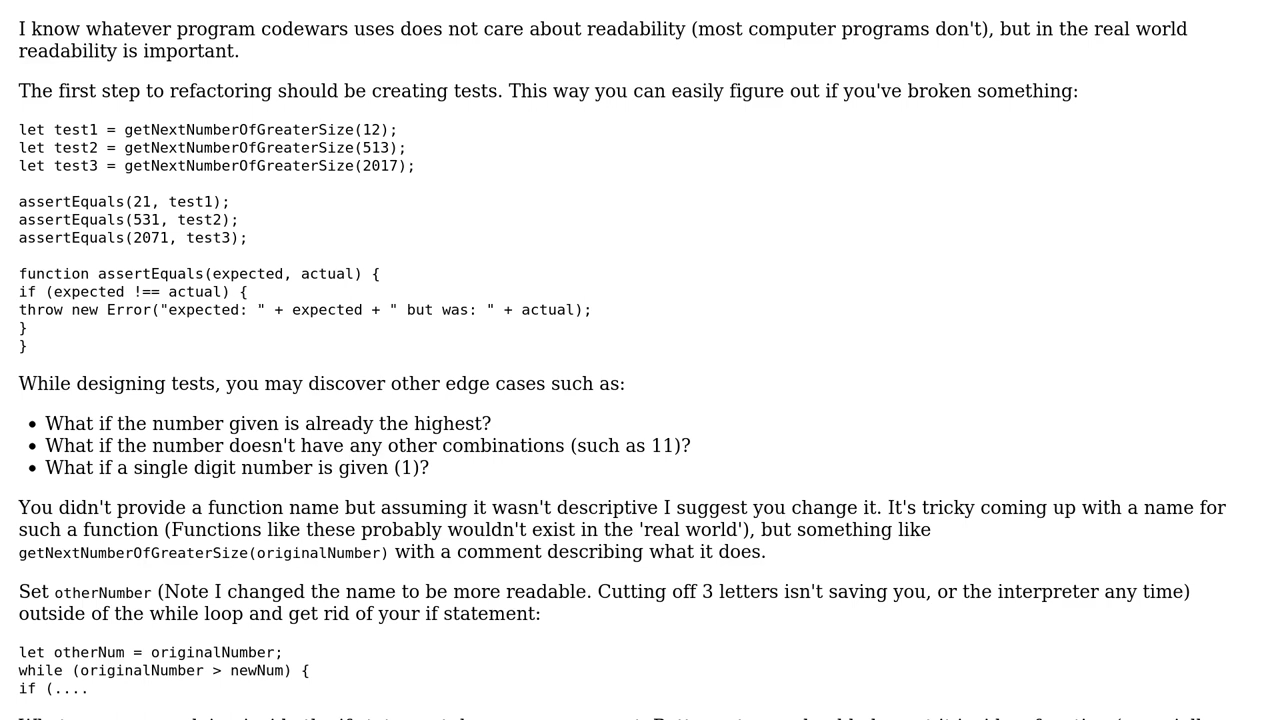 I know whatever program codewars uses does not care about readability (most computer programs don't), but in the real world
readability is important.
The first step to refactoring should be creating tests. This way you can easily figure out if you've broken something:
let test1 = getNextNumberOfGreaterSize(12);
let test2 = getNextNumberOfGreaterSize(513);
let test3 = getNextNumberOfGreaterSize(2017);
assertEquals(21, test1);
assertEquals(531, test2);
assertEquals(2071, test3);
function assertEquals(expected, actual) {
if (expected !== actual) {
throw new Error("expected: " + expected + " but was: " + actual);
}
}
While designing tests, you may discover other edge cases such as:
• What if the number given is already the highest?
• What if the number doesn't have any other combinations (such as 11)?
• What if a single digit number is given (1)?
You didn't provide a function name but assuming it wasn't descriptive I suggest you change it. It's tricky coming up with a name for
such a function (Functions like these probably wouldn't exist in the 'real world'), but something like
getNextNumberOfGreaterSize(originalNumber) with a comment describing what it does.
Set otherNumber (Note I changed the name to be more readable. Cutting off 3 letters isn't saving you, or the interpreter any time)
outside of the while loop and get rid of your if statement:
let otherNum = originalNumber;
while (originalNumber > newNum) {
if (....